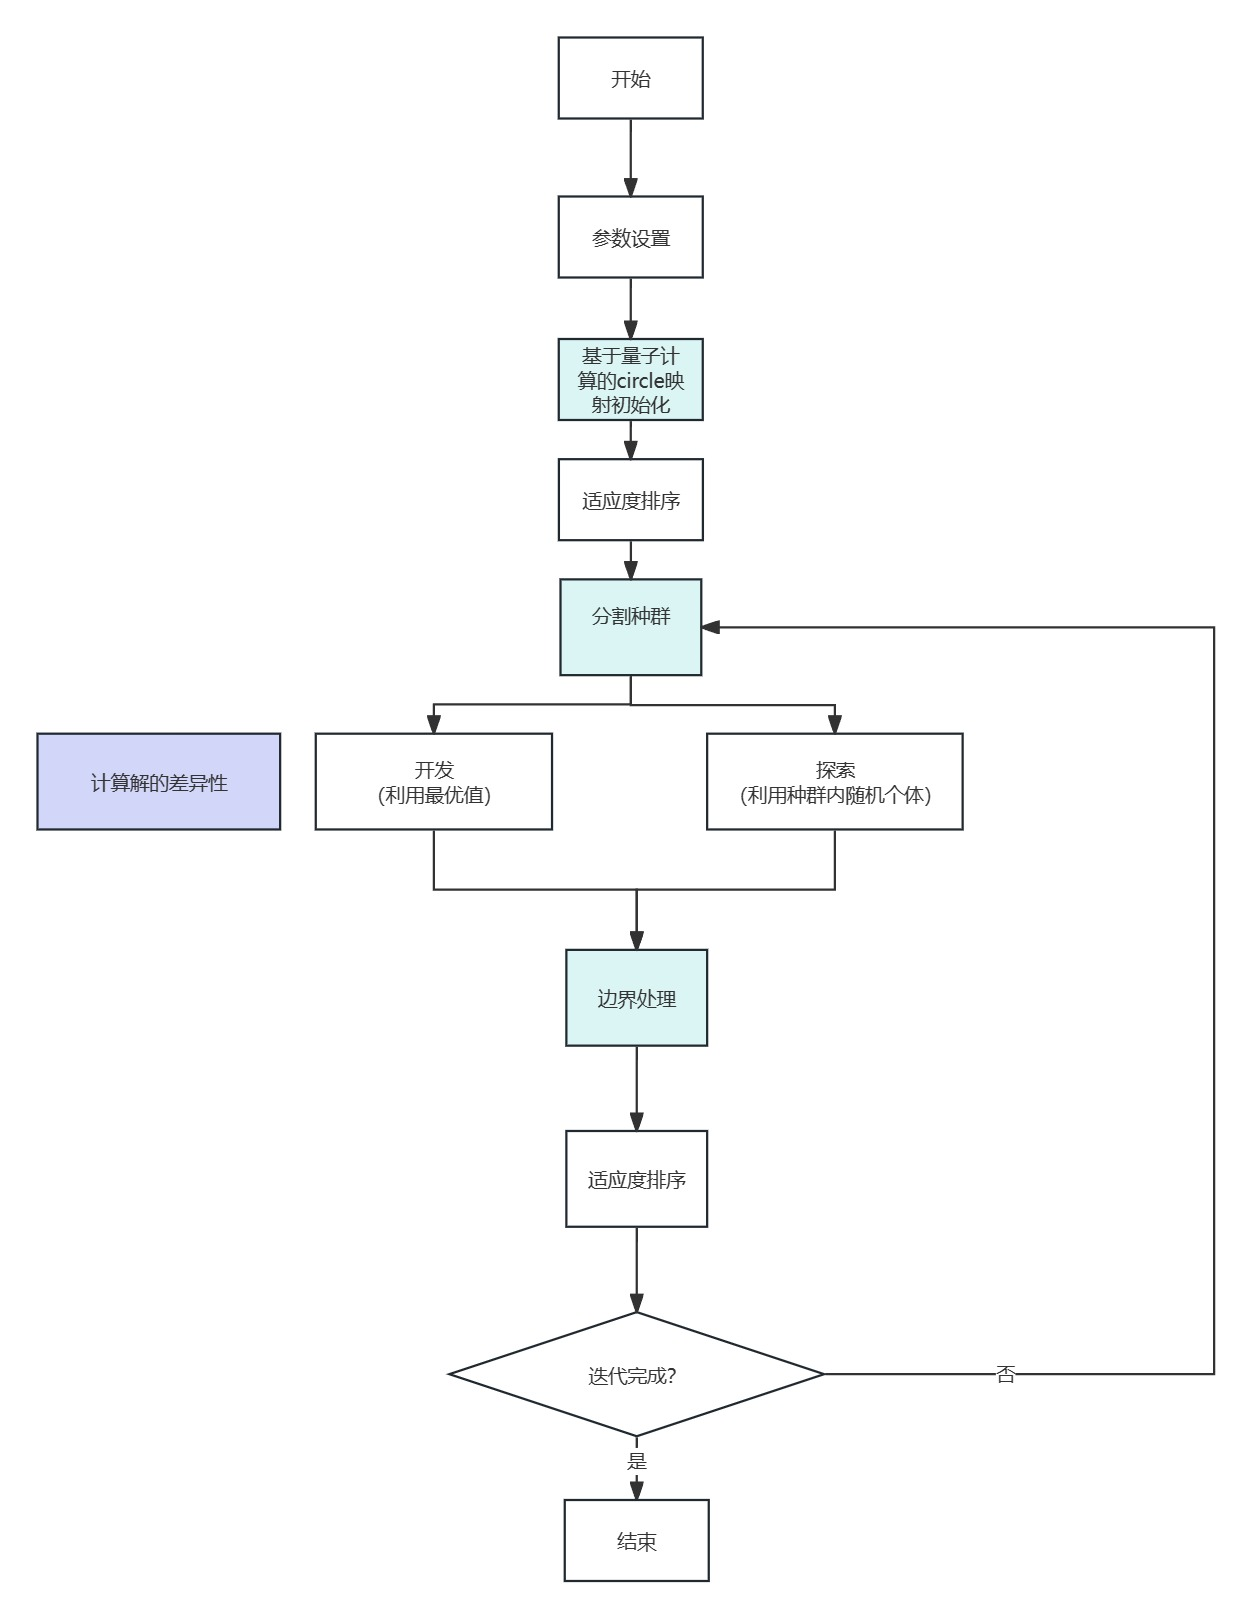 开始
参数设置
基于量子计
算的circle映
射初始化
适应度排序
分割种群
计算解的差异性
开发
（利用最优值）
探索
（利用种群内随机个体）
边界处理
适应度排序
迭代完成？
否
是
结束